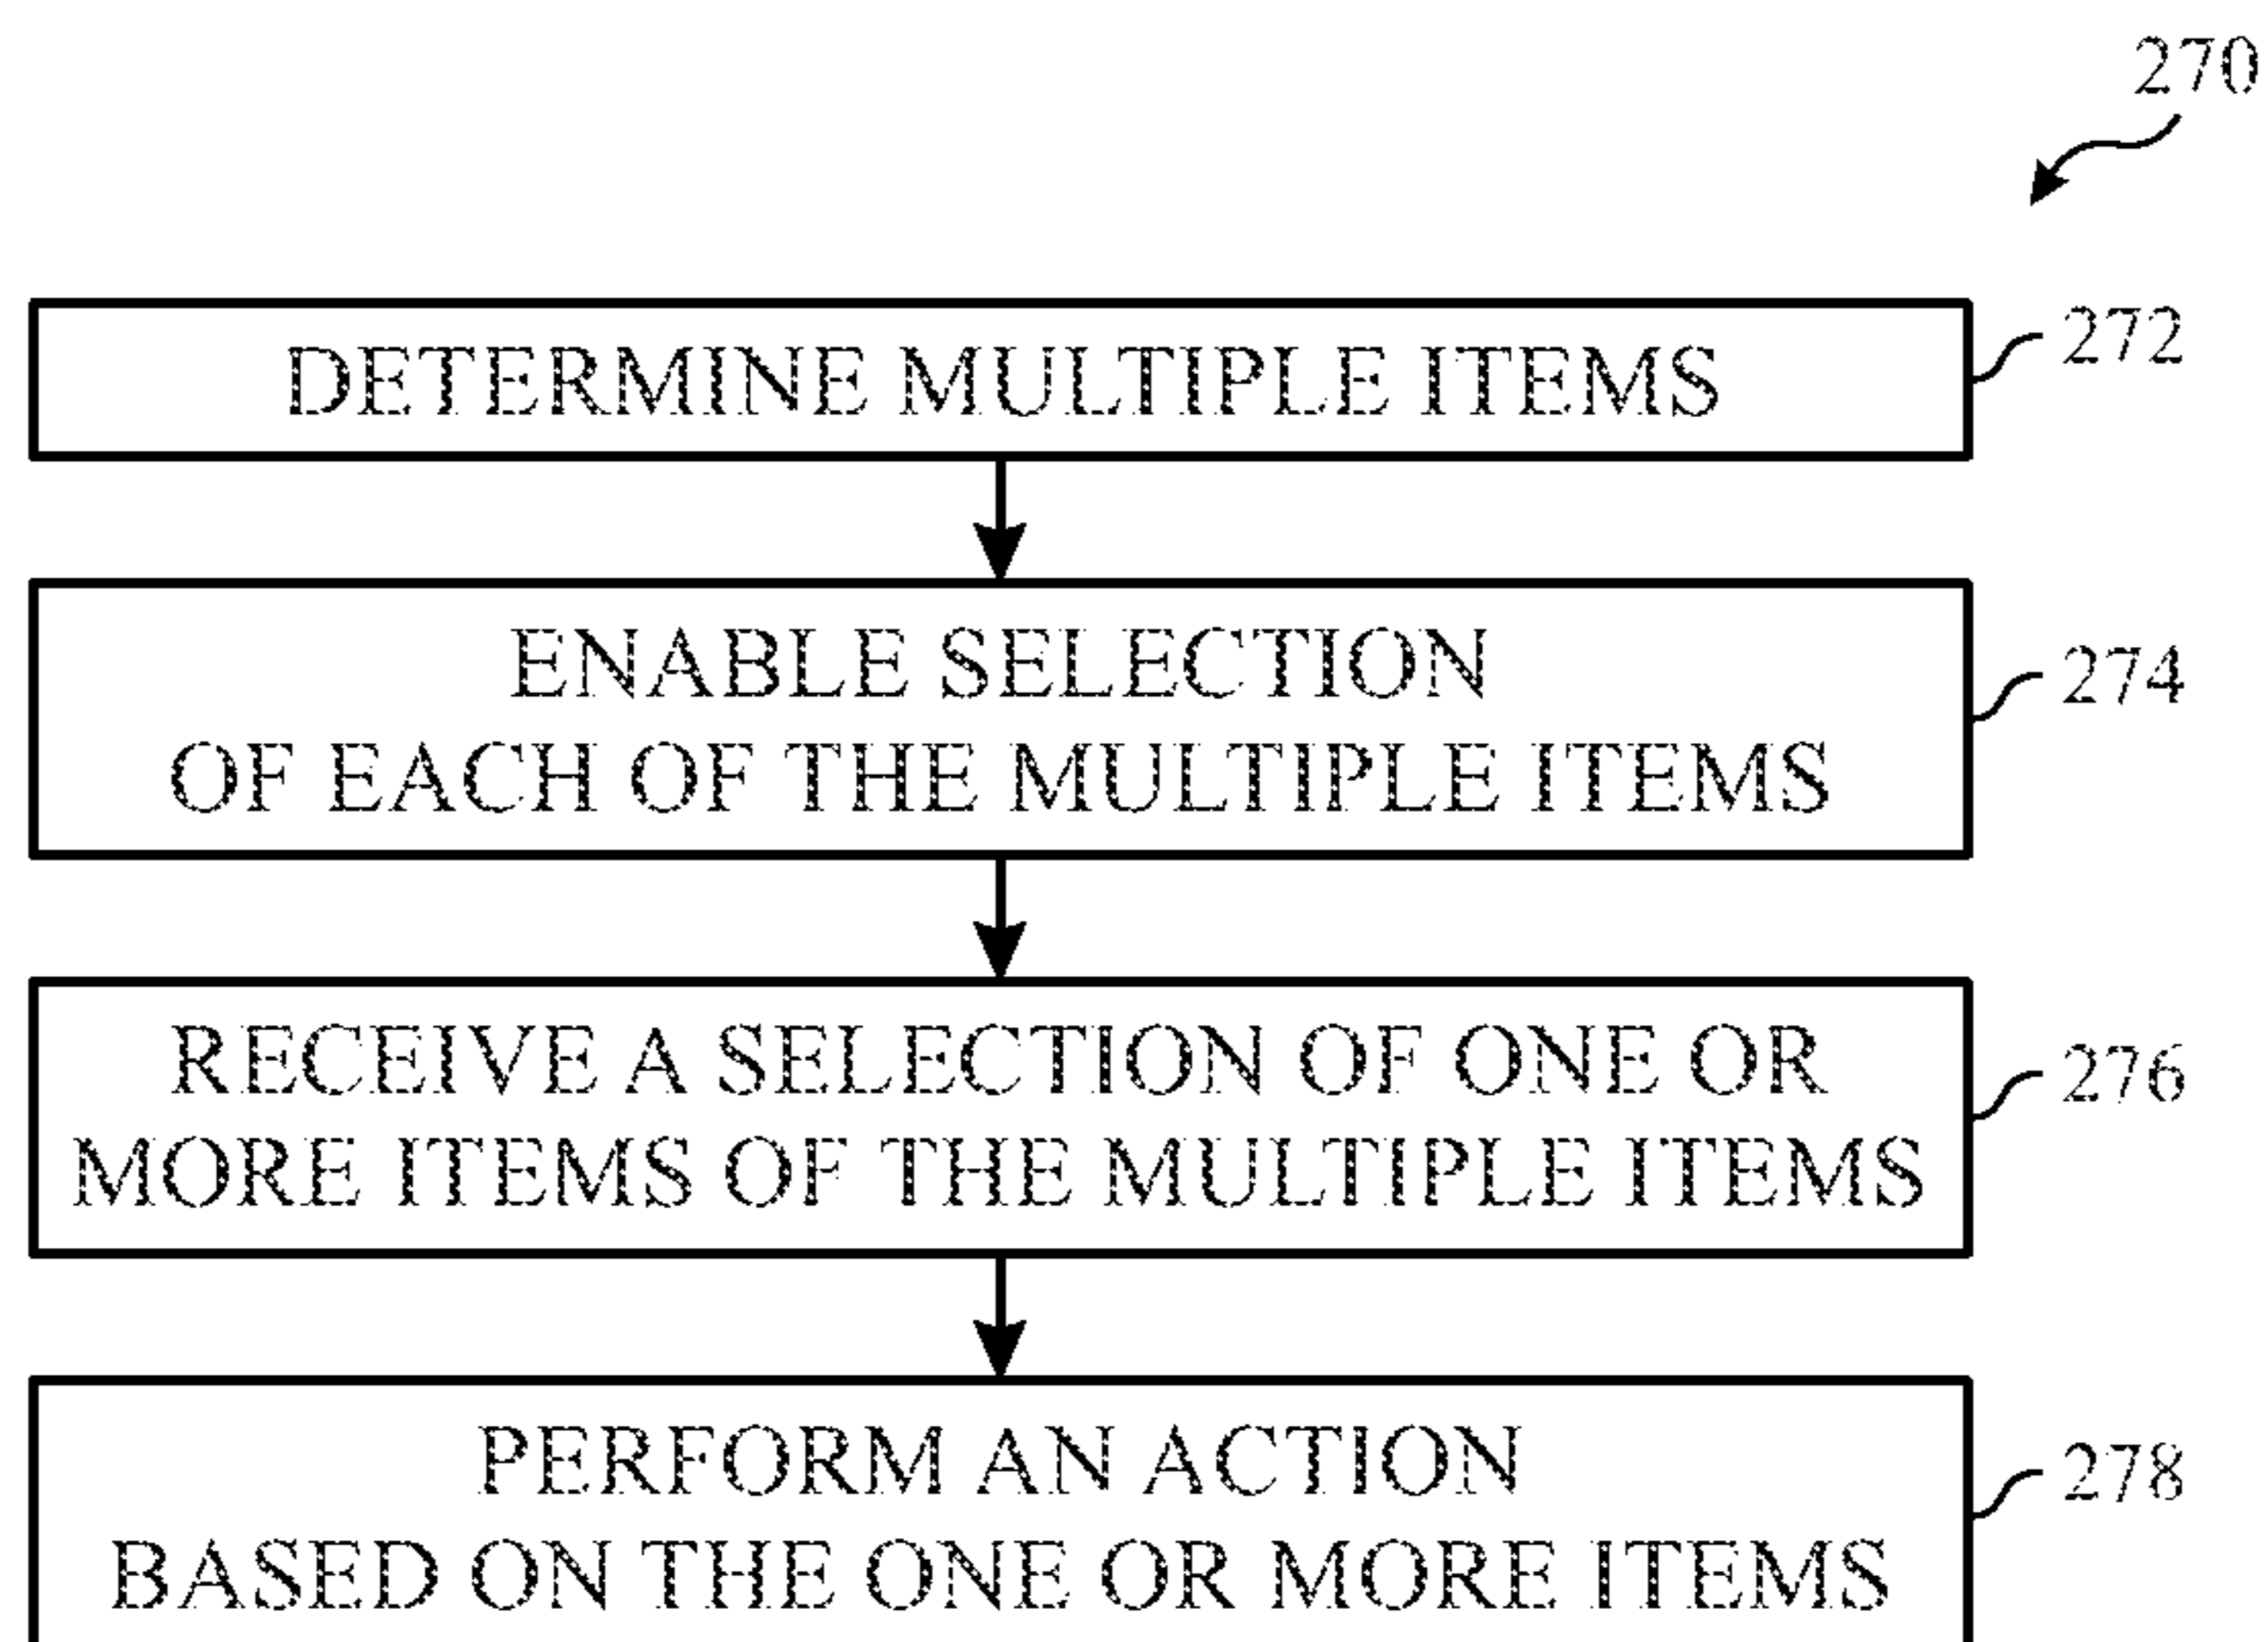 270
DETERMINE MULTIPLE ITEMS
272
ENABLE SELECTION
OF EACH OF THE MULTIPLE ITEMS
274
RECEIVE A SELECTION OF ONE OR
MORE ITEMS OF THE MULTIPLE ITEMS
276
PERFORM AN ACTION
BASED ON THE ONE OR MORE ITEMS
278